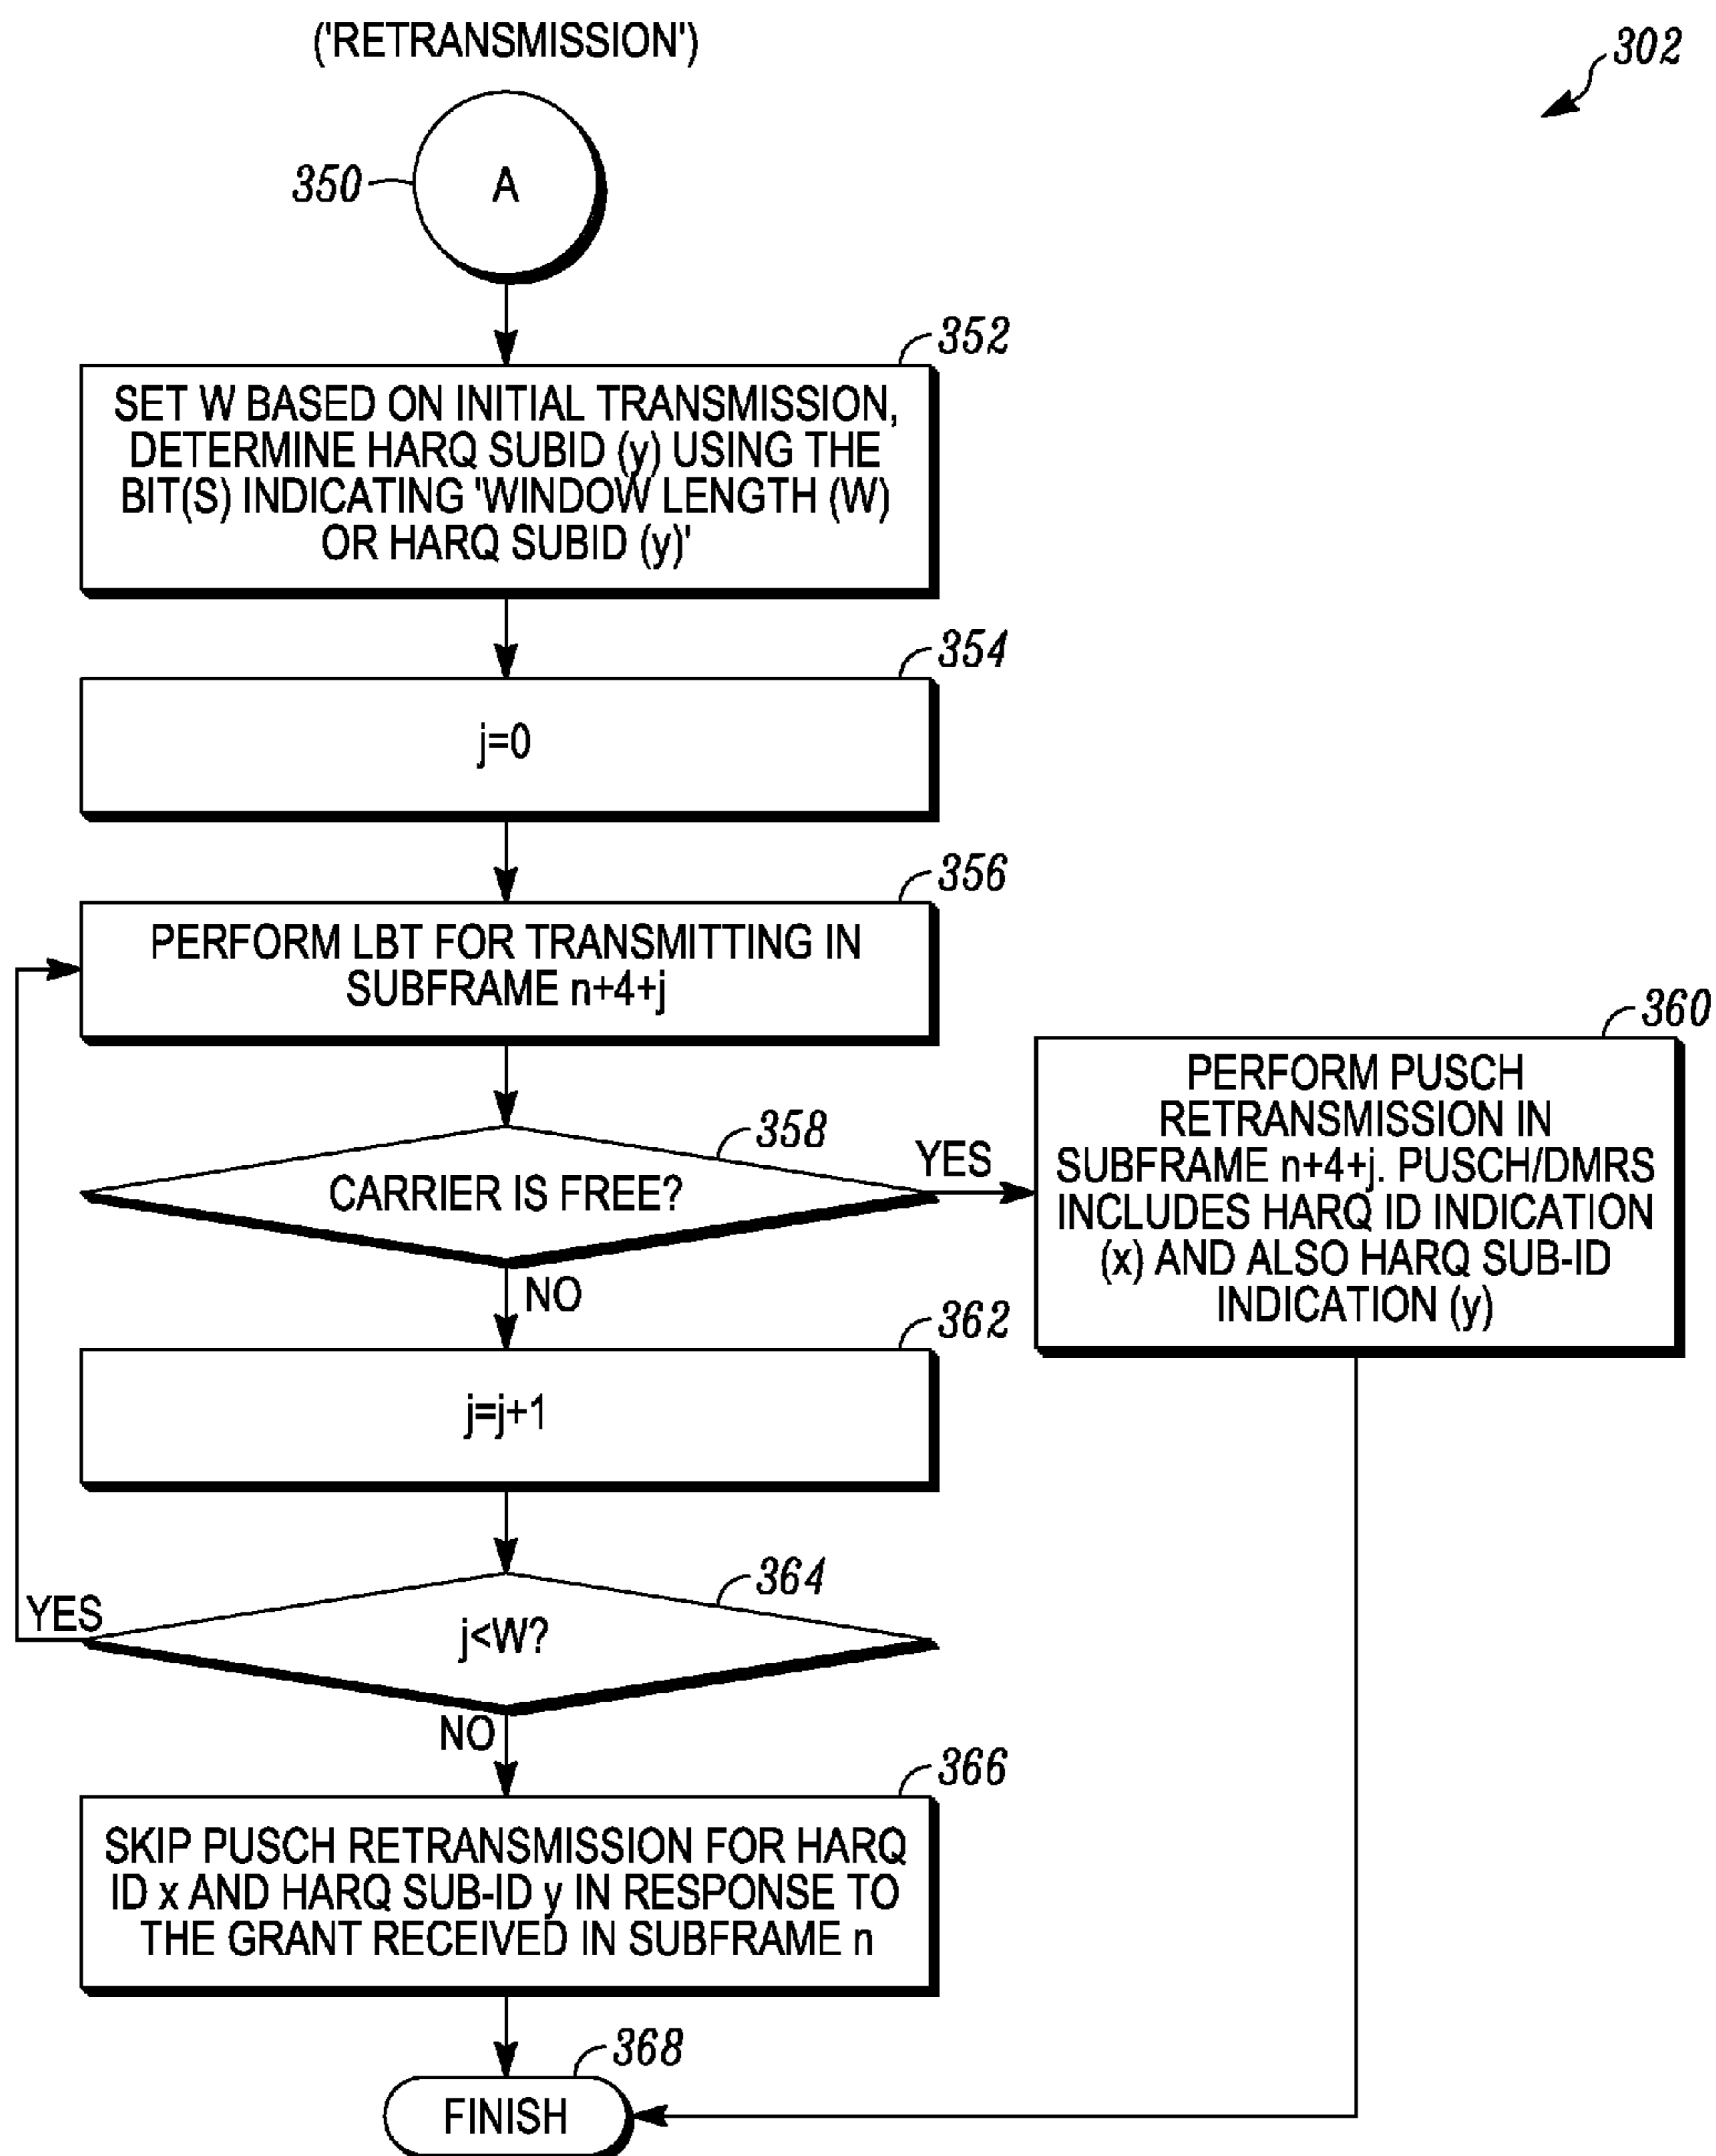 ('RETRANSMISSION')
302
350
A
352
SET W BASED ON INITIAL TRANSMISSION,
DETERMINE HARQ SUBID (y) USING THE
BIT(S) INDICATING 'WINDOW LENGTH (W)
OR HARQ SUBID (y)'
354
j=0
356
PERFORM LBT FOR TRANSMITTING IN
SUBFRAME n+4+j
358
CARRIER IS FREE?
YES
360
PERFORM PUSCH
RETRANSMISSION IN
SUBFRAME n+4+j. PUSCH/DMRS
INCLUDES HARQ ID INDICATION
(x) AND ALSO HARQ SUB-ID
INDICATION (y)
NO
362
j=j+1
364
YES
j<W?
NO
366
SKIP PUSCH RETRANSMISSION FOR HARQ
ID x AND HARQ SUB-ID y IN RESPONSE TO
THE GRANT RECEIVED IN SUBFRAME n
368
FINISH